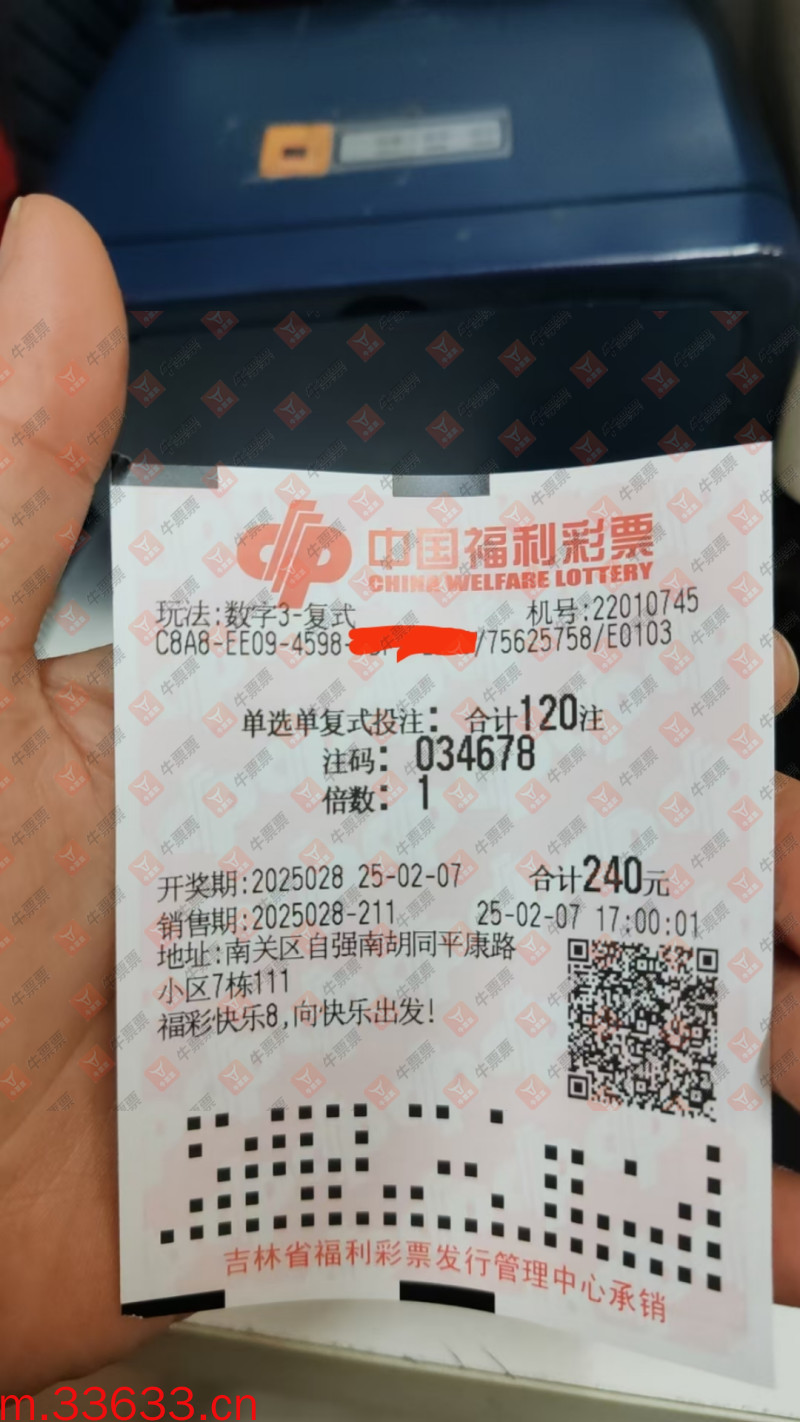 中国福利彩票
CHINA WELFARE LOTTERY
玩法:数字3-复式 机号:22010745
C8A8-EE09-4598- /75625758/E0103
单选单复式投注: 合计120注
注码: 034678
倍数: 1
开奖期:2025028 25-02-07 合计240元
销售期:2025028-211 25-02-07 17:00:01
地址:南关区自强南胡同平康路
小区7栋111
福彩快乐8,向快乐出发!
吉林省福利彩票发行管理中心承销
牛票票
m.33633.cn